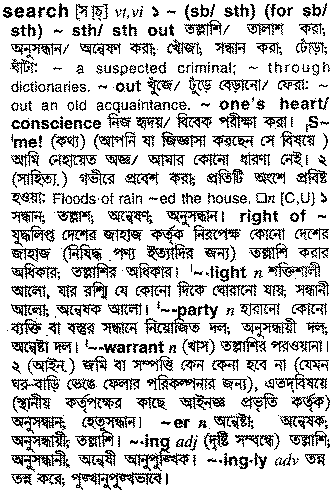 search [সা৹হ্] vt,vi ১ ~ (sb/ sth) (for sb/
sth) ~ sth/ sth out তল্লাশি/ তালাশ করা;
অনুসন্ধান/ অন্বেষণ করা; খোঁজা; সন্ধান করা; ঢোঁড়া;
ঘাঁটা: ~ a suspected criminal; ~ through
dictionaries. ~ out খুঁজে/ ঢুঁড়ে বেড়ানো/ ফেরা: ~
out an old acquaintance. ~ one's heart/
conscience নিজ হৃদয়/ বিবেক পরীক্ষা করা। S~
'me! (কথ্য) (আপনি যা জিজ্ঞাসা করছেন সে বিষয়ে )
আমি নেহায়েত অজ্ঞ/ আমার কোনো ধারণা নেই। ২
(সাহিত্য.) গভীরে প্রবেশ করা; প্রতিটি অংশে প্রবিষ্ট
হওয়া: Floods of rain ~ed the house. □n [C,U] ১
সন্ধান; তল্লাশ; অন্বেষণ; অনুসন্ধান। right of ~
যুদ্ধলিপ্ত দেশের জাহাজ কর্তৃক নিরপেক্ষ কোনো দেশের
জাহাজ (নিষিদ্ধ পণ্য ইত্যাদির জন্য) তল্লাশি করার
অধিকার; তল্লাশির অধিকার। '~-light n শক্তিশালী
আলো, যার রশ্মি যে কোনো দিকে ঘোরানো যায়; সন্ধানী
আলো; অন্বেষক আলো। '~-party n হারানো কোনো
ব্যক্তি বা বস্তুর সন্ধানে নিয়োজিত দল; অনুসন্ধায়ী দল;
অন্বেষ্টা দল। '~-warrant n (খাস) তল্লাশির পরওয়ানা।
২ (আইন.) জমি বা সম্পত্তি কেন কেনা হবে না (যেমন
ঘর-বাড়ি ভেঙে ফেলার পরিকল্পনার জন্য), এতদ্‌বিষয়ে
(স্থানীয় কর্তৃপক্ষের কাছে আইনজ্ঞ প্রভৃতি কর্তৃক)
অনুসন্ধান; হেতুসন্ধান। ~er n অন্বেষ্টা; অন্বেষক;
অনুসন্ধায়ী; তল্লাশি। ~ing adj (দৃষ্টি সম্বন্ধে) তল্লাশি;
অনুসন্ধানী; অন্বেষী আনুপুঙ্খিক। ~ing-ly adv তন্ন
তন্ন করে; পুঙ্খানুপুঙ্খভাবে।